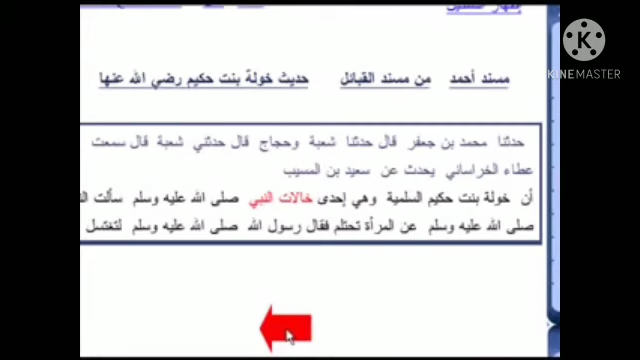 إظهار التشكيل
KINEMASTER
مسند أحمد من مسند القبائل حديث خولة بنت حكيم رضي الله عنها
حدثنا محمد بن جعفر قال حدثنا شعبة وحجاج قال حدثني شعبة قال سمعت
عطاء الخراساني يحدث عن سعيد بن المسيب
أن خولة بنت حكيم السلمية وهي إحدى خالات النبي صلى الله عليه وسلم سألت
صلى الله عليه وسلم عن المرأة تحتلم فقال رسول الله صلى الله عليه وسلم لتغتسل